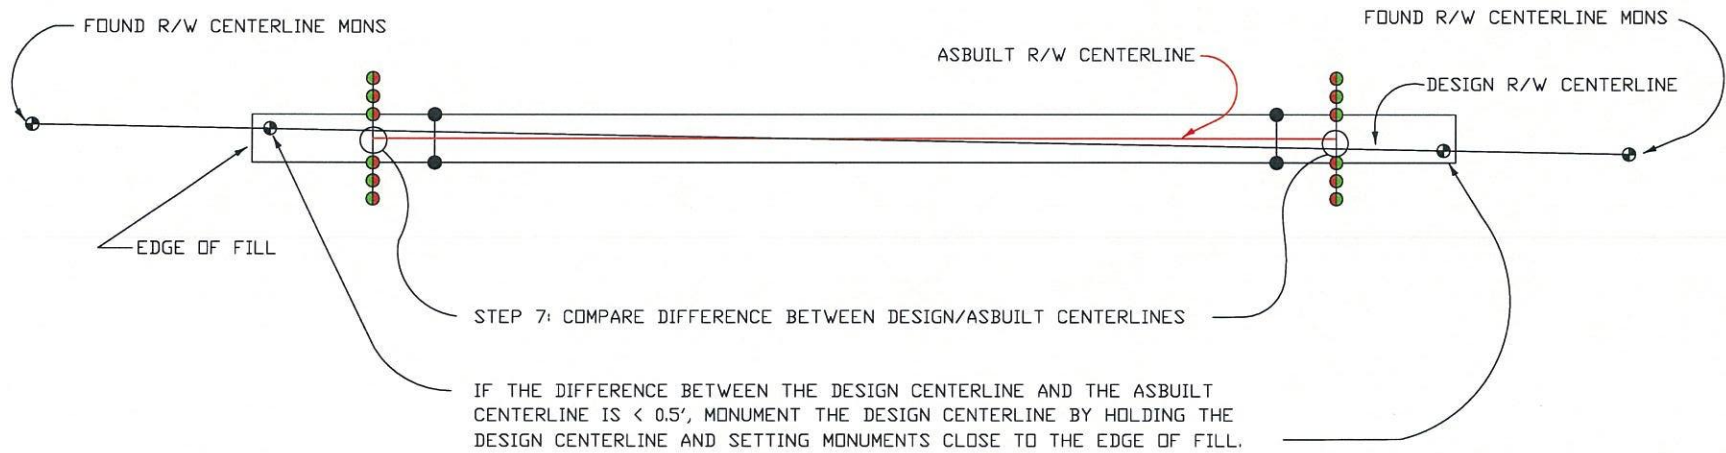 FOUND R/W CENTERLINE MONS
FOUND R/W CENTERLINE MONS
ASBUILT R/W CENTERLINE
DESIGN R/W CENTERLINE
EDGE OF FILL
STEP 7: COMPARE DIFFERENCE BETWEEN DESIGN/ASBUILT CENTERLINES
IF THE DIFFERENCE BETWEEN THE DESIGN CENTERLINE AND THE ASBUILT
CENTERLINE IS < 0.5', MONUMENT THE DESIGN CENTERLINE BY HOLDING THE
DESIGN CENTERLINE AND SETTING MONUMENTS CLOSE TO THE EDGE OF FILL.